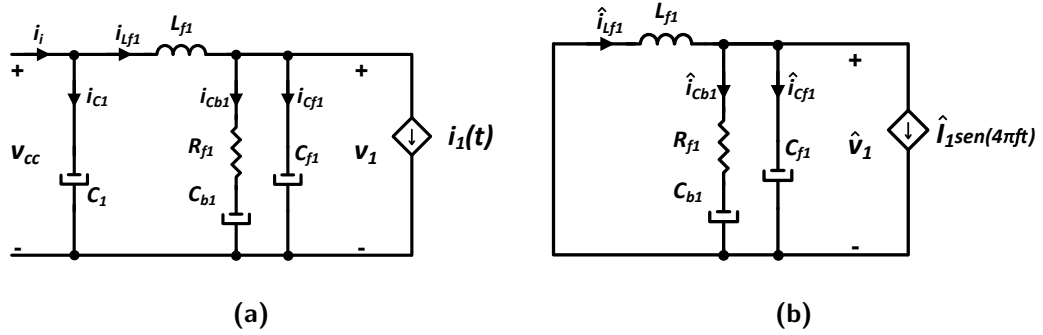 i_i
i_Lf1
L_f1
+
i_C1
i_Cb1
i_Cf1
+
v_cc
R_f1
C_f1
v_1
i_1(t)
C_1
C_b1
-
-
(a)
î_Lf1
L_f1
î_Cb1
î_Cf1
+
R_f1
C_f1
v̂_1
Î_1sen(4πft)
C_b1
-
(b)